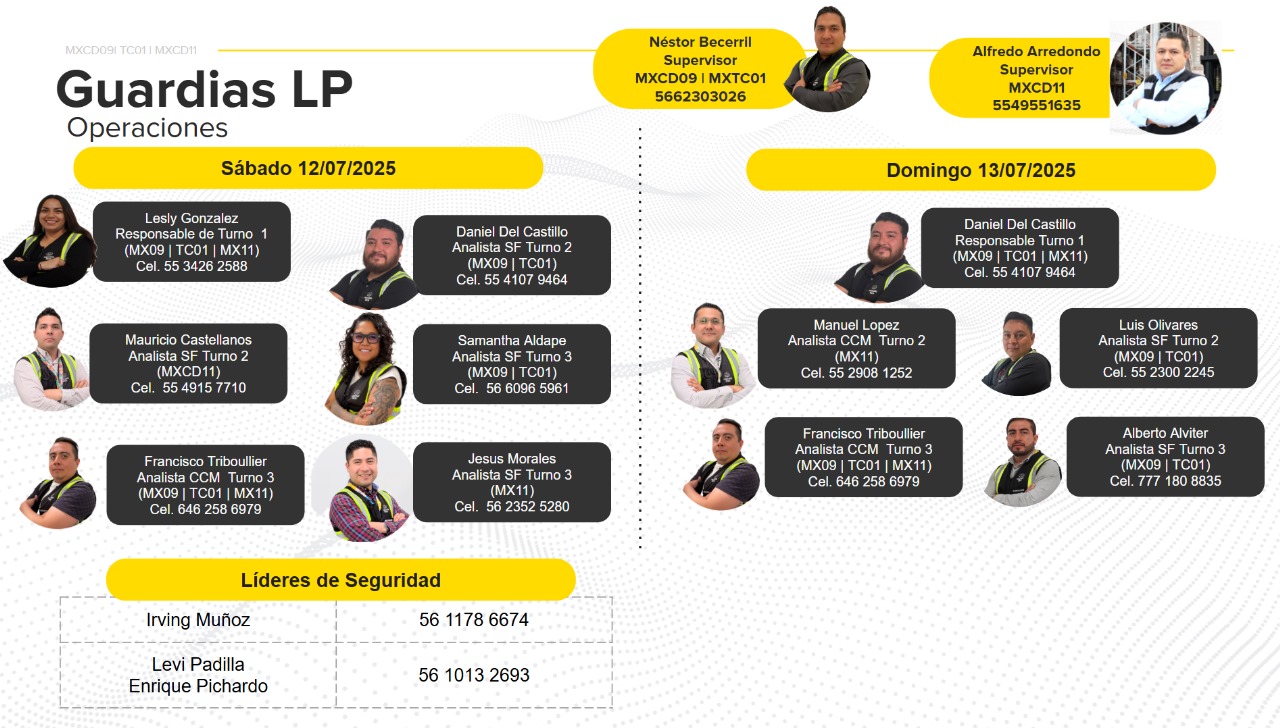 MXCD09I TC01 I MXCD11
Guardias LP
Operaciones
Néstor Becerril
Supervisor
MXCD09 | MXTC01
5662303026
Alfredo Arredondo
Supervisor
MXCD11
5549551635
Sábado 12/07/2025
Lesly Gonzalez
Responsable de Turno 1
(MX09 | TC01 | MX11)
Cel. 55 3426 2588
Daniel Del Castillo
Analista SF Turno 2
(MX09 | TC01)
Cel. 55 4107 9464
Mauricio Castellanos
Analista SF Turno 2
(MXCD11)
Cel. 55 4915 7710
Samantha Aldape
Analista SF Turno 3
(MX09 | TC01)
Cel. 56 6096 5961
Francisco Triboullier
Analista CCM Turno 3
(MX09 | TC01 | MX11)
Cel. 646 258 6979
Jesus Morales
Analista SF Turno 3
(MX11)
Cel. 56 2352 5280
Domingo 13/07/2025
Daniel Del Castillo
Responsable Turno 1
(MX09 | TC01 | MX11)
Cel. 55 4107 9464
Manuel Lopez
Analista CCM Turno 2
(MX11)
Cel. 55 2908 1252
Luis Olivares
Analista SF Turno 2
(MX09 | TC01)
Cel. 55 2300 2245
Francisco Triboullier
Analista CCM Turno 3
(MX09 | TC01 | MX11)
Cel. 646 258 6979
Alberto Alviter
Analista SF Turno 3
(MX09 | TC01)
Cel. 777 180 8835
Líderes de Seguridad
Irving Muñoz
56 1178 6674
Levi Padilla
Enrique Pichardo
56 1013 2693